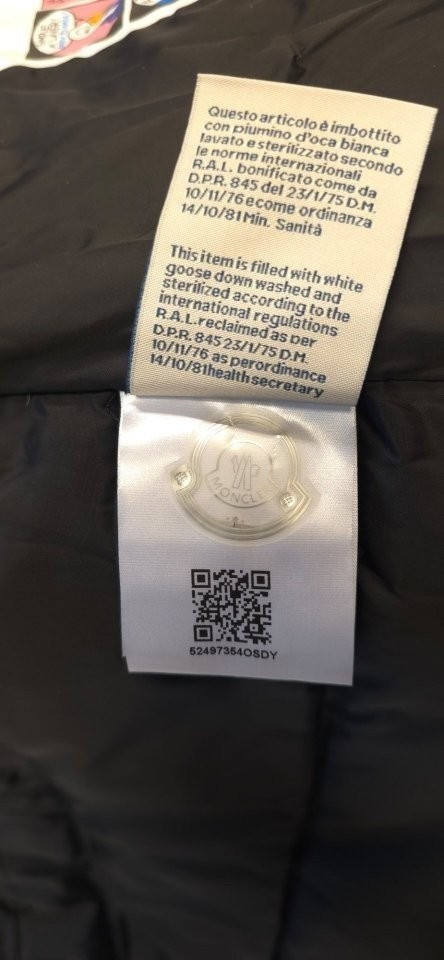 Questo articolo è imbottito
con piumino d'oca bianca
lavato e sterilizzato secondo
le norme internazionali
R.A.L. bonificato come da
D.P.R. 845 del 23/1/75 D.M.
10/11/76 e come ordinanza
14/10/81 Min. Sanità
This item is filled with white
goose down washed and
sterilized according to the
international regulations
R.A.L. reclaimed as per
D.P.R. 845 23/1/75 D.M.
10/11/76 as per ordinance
14/10/81 health secretary
MONCLER
52497354OSDY